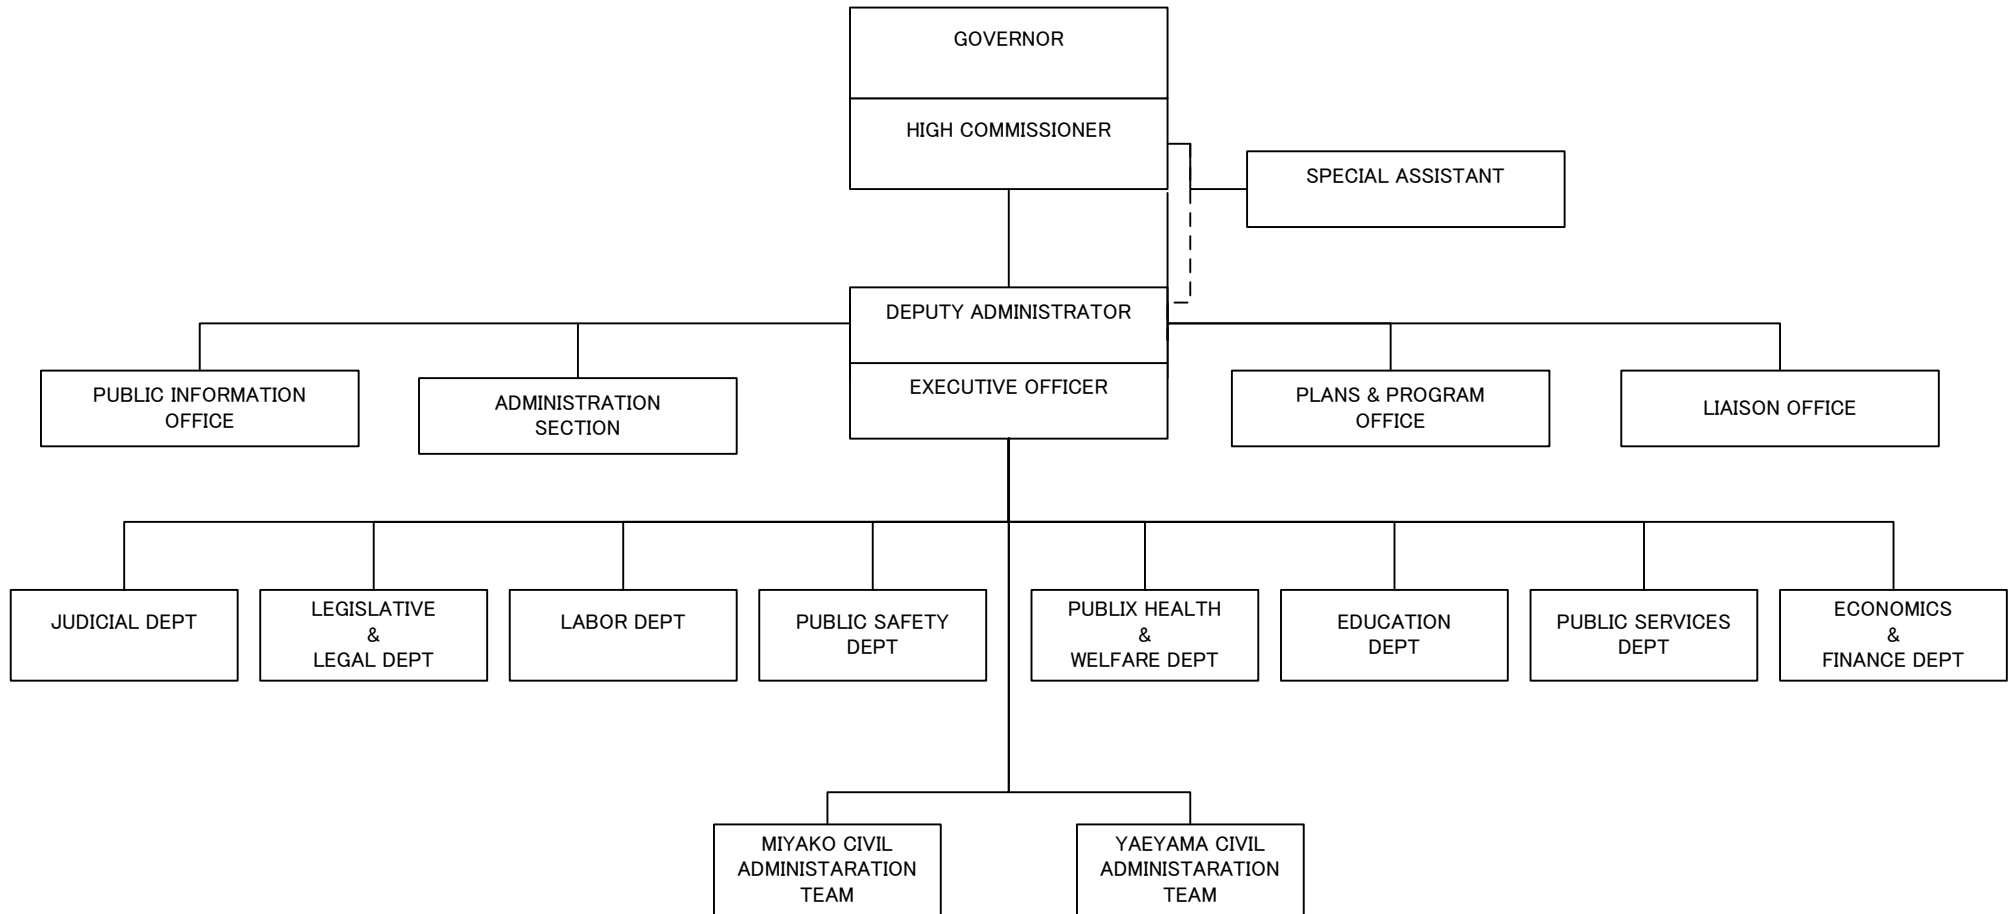 GOVERNOR
HIGH COMMISSIONER
SPECIAL ASSISTANT
DEPUTY ADMINISTRATOR
EXECUTIVE OFFICER
PUBLIC INFORMATION
OFFICE
ADMINISTRATION
SECTION
PLANS & PROGRAM
OFFICE
LIAISON OFFICE
JUDICIAL DEPT
LEGISLATIVE
&
LEGAL DEPT
LABOR DEPT
PUBLIC SAFETY
DEPT
PUBLIX HEALTH
&
WELFARE DEPT
EDUCATION
DEPT
PUBLIC SERVICES
DEPT
ECONOMICS
&
FINANCE DEPT
MIYAKO CIVIL
ADMINISTARATION
TEAM
YAEYAMA CIVIL
ADMINISTARATION
TEAM